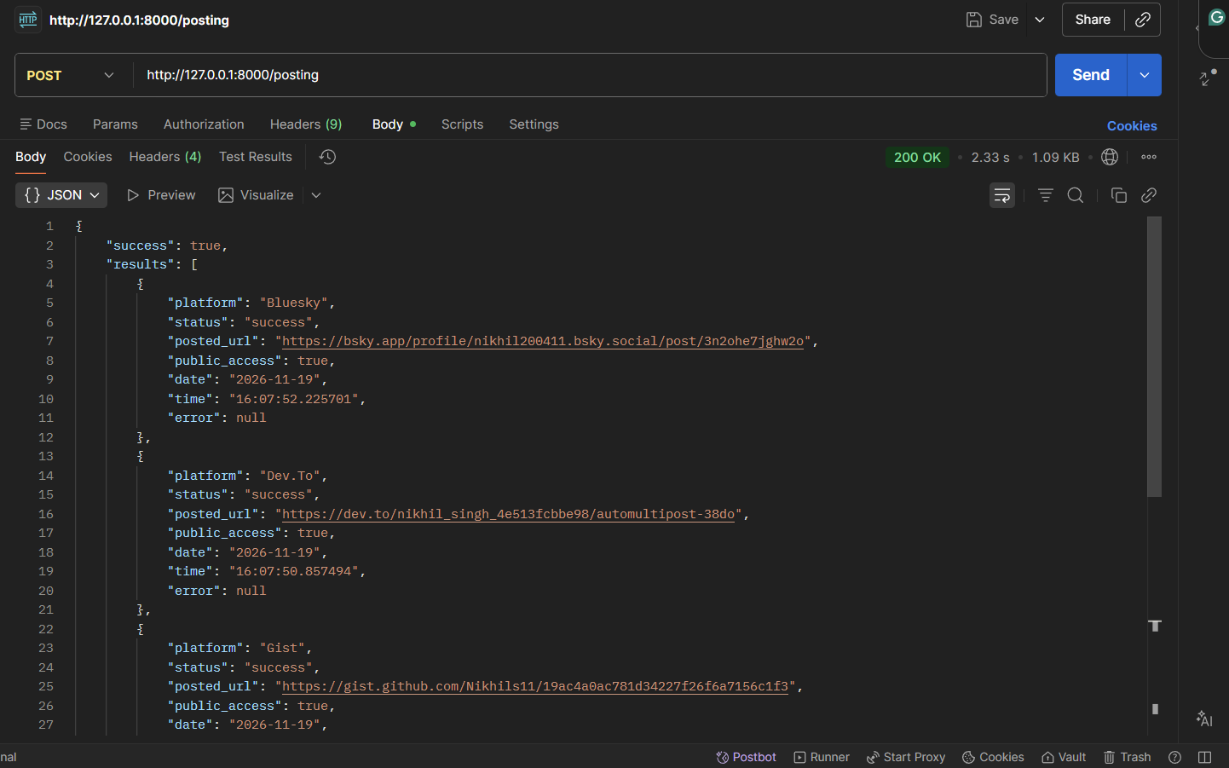 HTTP http://127.0.0.1:8000/posting Save Share
POST http://127.0.0.1:8000/posting Send
Docs Params Authorization Headers (9) Body Scripts Settings Cookies
Body Cookies Headers (4) Test Results 200 OK 2.33 s 1.09 KB
{} JSON Preview Visualize
1 {
2 "success": true,
3 "results": [
4 {
5 "platform": "Bluesky",
6 "status": "success",
7 "posted_url": "https://bsky.app/profile/nikhil200411.bsky.social/post/3n2ohe7jghw2o",
8 "public_access": true,
9 "date": "2026-11-19",
10 "time": "16:07:52.225701",
11 "error": null
12 },
13 {
14 "platform": "Dev.To",
15 "status": "success",
16 "posted_url": "https://dev.to/nikhil_singh_4e513fcbbe98/automultipost-38do",
17 "public_access": true,
18 "date": "2026-11-19",
19 "time": "16:07:50.857494",
20 "error": null
21 },
22 {
23 "platform": "Gist",
24 "status": "success",
25 "posted_url": "https://gist.github.com/Nikhils11/19ac4a0ac781d34227f26f6a7156c1f3",
26 "public_access": true,
27 "date": "2026-11-19",
AI
nal Postbot Runner Start Proxy Cookies Vault Trash